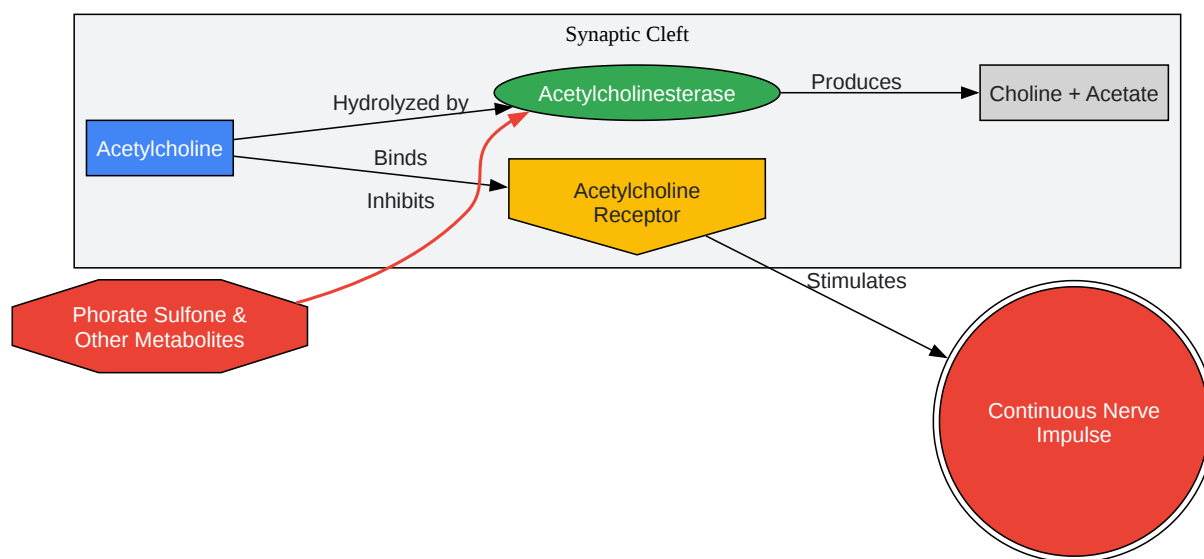 Synaptic Cleft
Acetylcholinesterase
Produces
Choline + Acetate
Hydrolyzed by
Acetylcholine
Binds
Inhibits
Acetylcholine
Receptor
Stimulates
Phorate Sulfone &
Other Metabolites
Continuous Nerve
Impulse